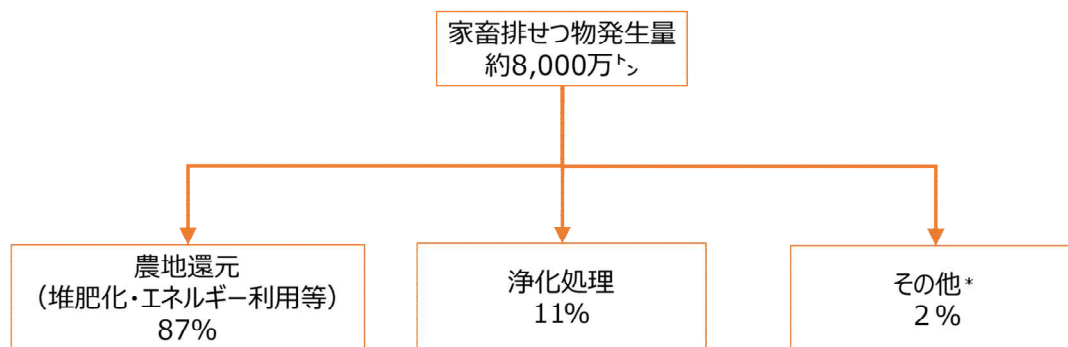 家畜排せつ物発生量
約8,000万㌧
農地還元
（堆肥化・エネルギー利用等）
87%
浄化処理
11%
その他*
2％